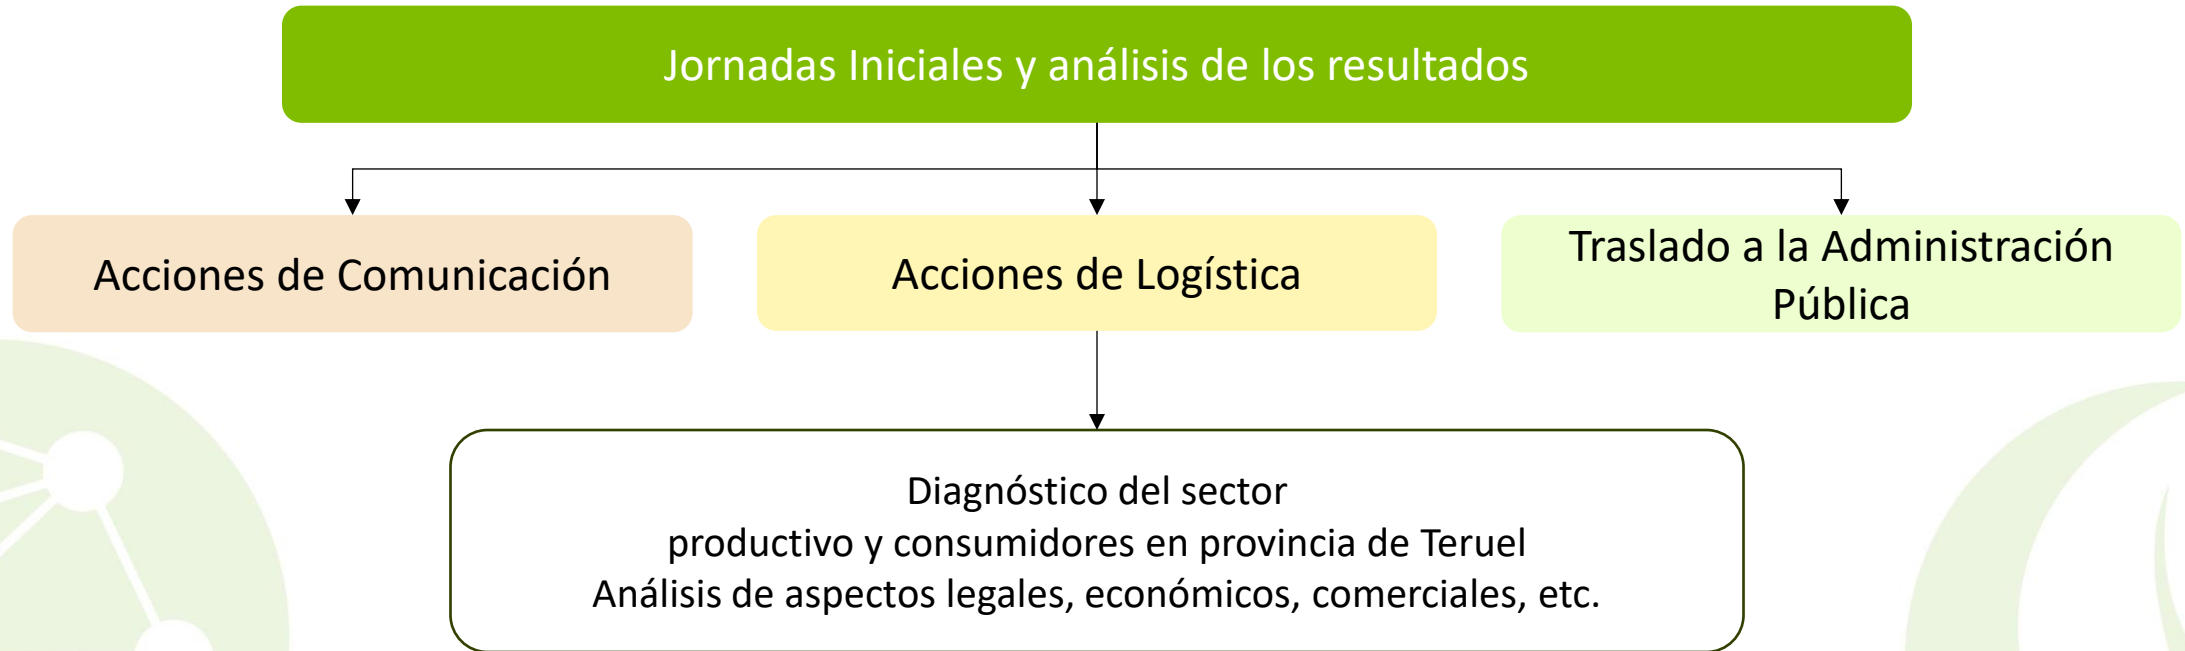 Jornadas Iniciales y análisis de los resultados
Acciones de Comunicación
Acciones de Logística
Traslado a la Administración
Pública
Diagnóstico del sector
productivo y consumidores en provincia de Teruel
Análisis de aspectos legales, económicos, comerciales, etc.